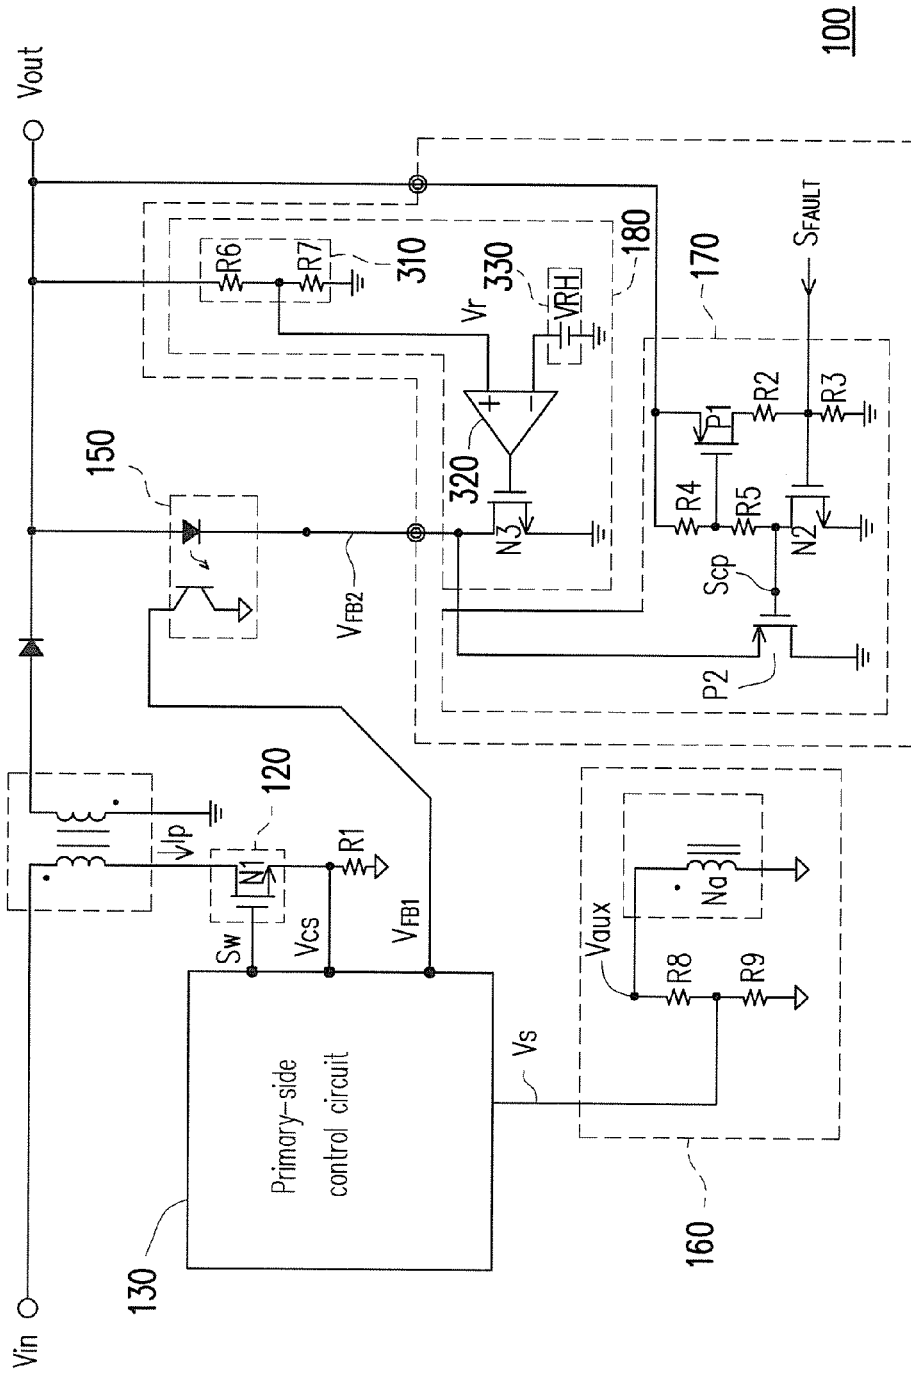 100
Vin
Vout
150
R6
R7
310
Vr
330
VRH
320
N3
180
VFB2
Ip
120
N1
Sw
Vcs
R1
VFB1
130
Primary-side
control circuit
Vs
170
SFAULT
P1
R2
R3
R4
R5
N2
Scp
P2
Vaux
Na
R8
R9
160